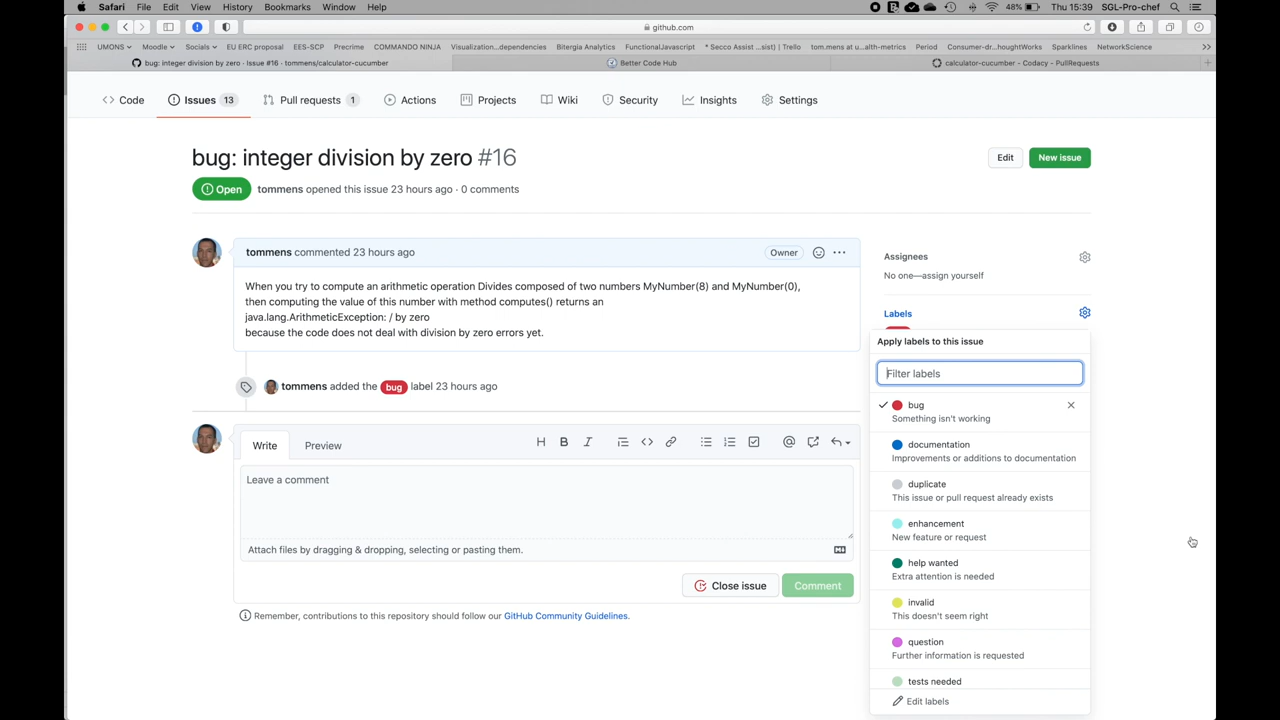 Safari File Edit View History Bookmarks Window Help 48% Thu 15:39 SGL-Pro-chef
github.com
UMONS Moodle Socials EU ERC proposal EES-SCP Precrime COMMANDO NINJA Visualization...dependencies Bitergia Analytics FunctionalJavascript * Secco Assist ...sist) | Trello tom.mens at u...alth-metrics Period Consumer-dr...houghtWorks Sparklines NetworkScience
bug: integer division by zero · Issue #16 · tommens/calculator-cucumber Better Code Hub calculator-cucumber - Codacy - PullRequests
Code Issues 13 Pull requests 1 Actions Projects Wiki Security Insights Settings
bug: integer division by zero #16
Edit New issue
Open tommens opened this issue 23 hours ago · 0 comments
tommens commented 23 hours ago Owner
When you try to compute an arithmetic operation Divides composed of two numbers MyNumber(8) and MyNumber(0),
then computing the value of this number with method computes() returns an
java.lang.ArithmeticException: / by zero
because the code does not deal with division by zero errors yet.
tommens added the bug label 23 hours ago
Write Preview
Leave a comment
Attach files by dragging & dropping, selecting or pasting them.
Close issue Comment
Remember, contributions to this repository should follow our GitHub Community Guidelines.
Assignees
No one—assign yourself
Labels
Apply labels to this issue
Filter labels
bug
Something isn't working
documentation
Improvements or additions to documentation
duplicate
This issue or pull request already exists
enhancement
New feature or request
help wanted
Extra attention is needed
invalid
This doesn't seem right
question
Further information is requested
tests needed
Edit labels